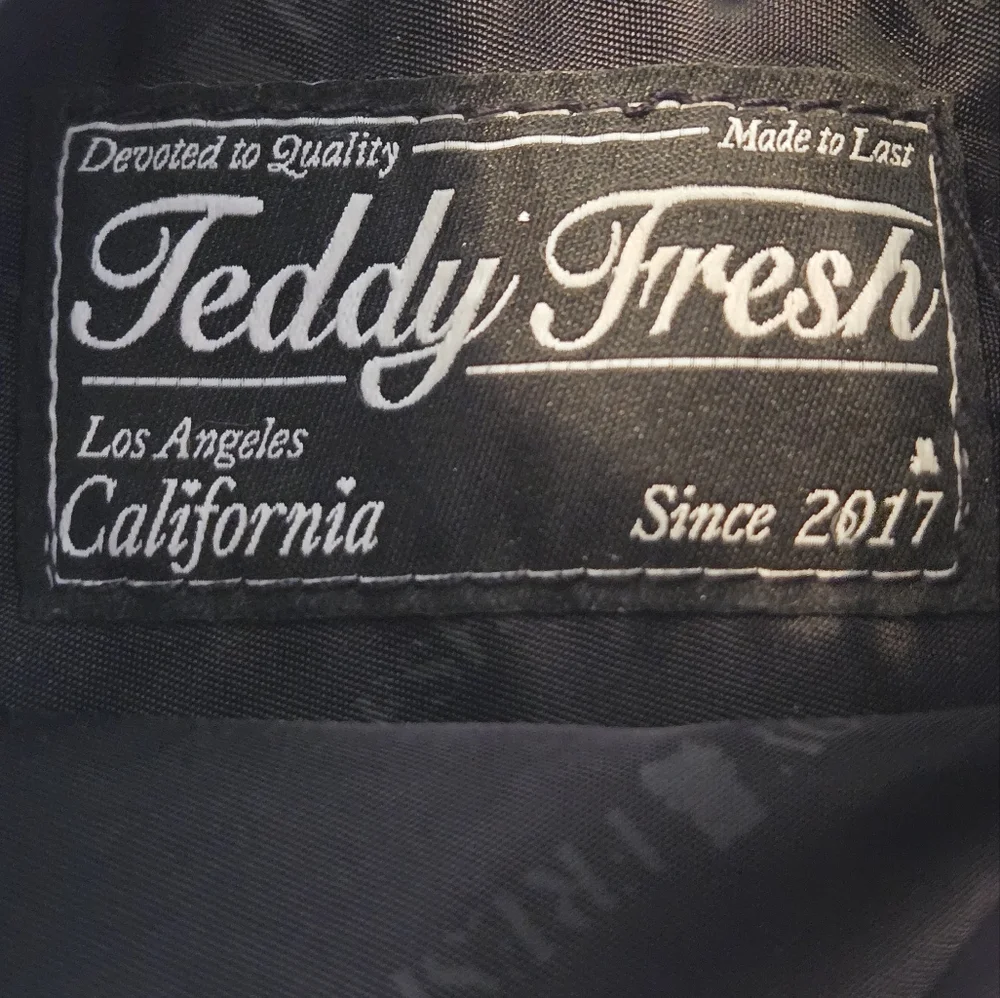 Devoted to Quality Made to Last
Teddy Fresh
Los Angeles
California
Since 2017